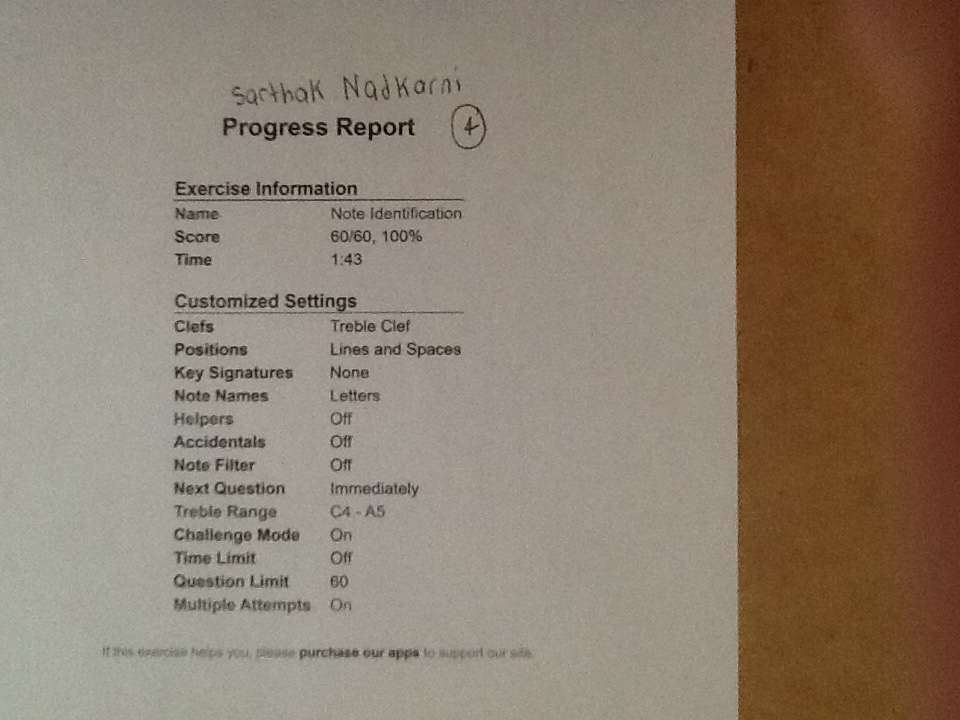 Sarthak Nadkarni
Progress Report 4
Exercise Information
Name Note Identification
Score 60/60, 100%
Time 1:43
Customized Settings
Clefs Treble Clef
Positions Lines and Spaces
Key Signatures None
Note Names Letters
Helpers Off
Accidentals Off
Note Filter Off
Next Question Immediately
Treble Range C4 - A5
Challenge Mode On
Time Limit Off
Question Limit 60
Multiple Attempts On
If this exercise helps you, please purchase our apps to support our site.